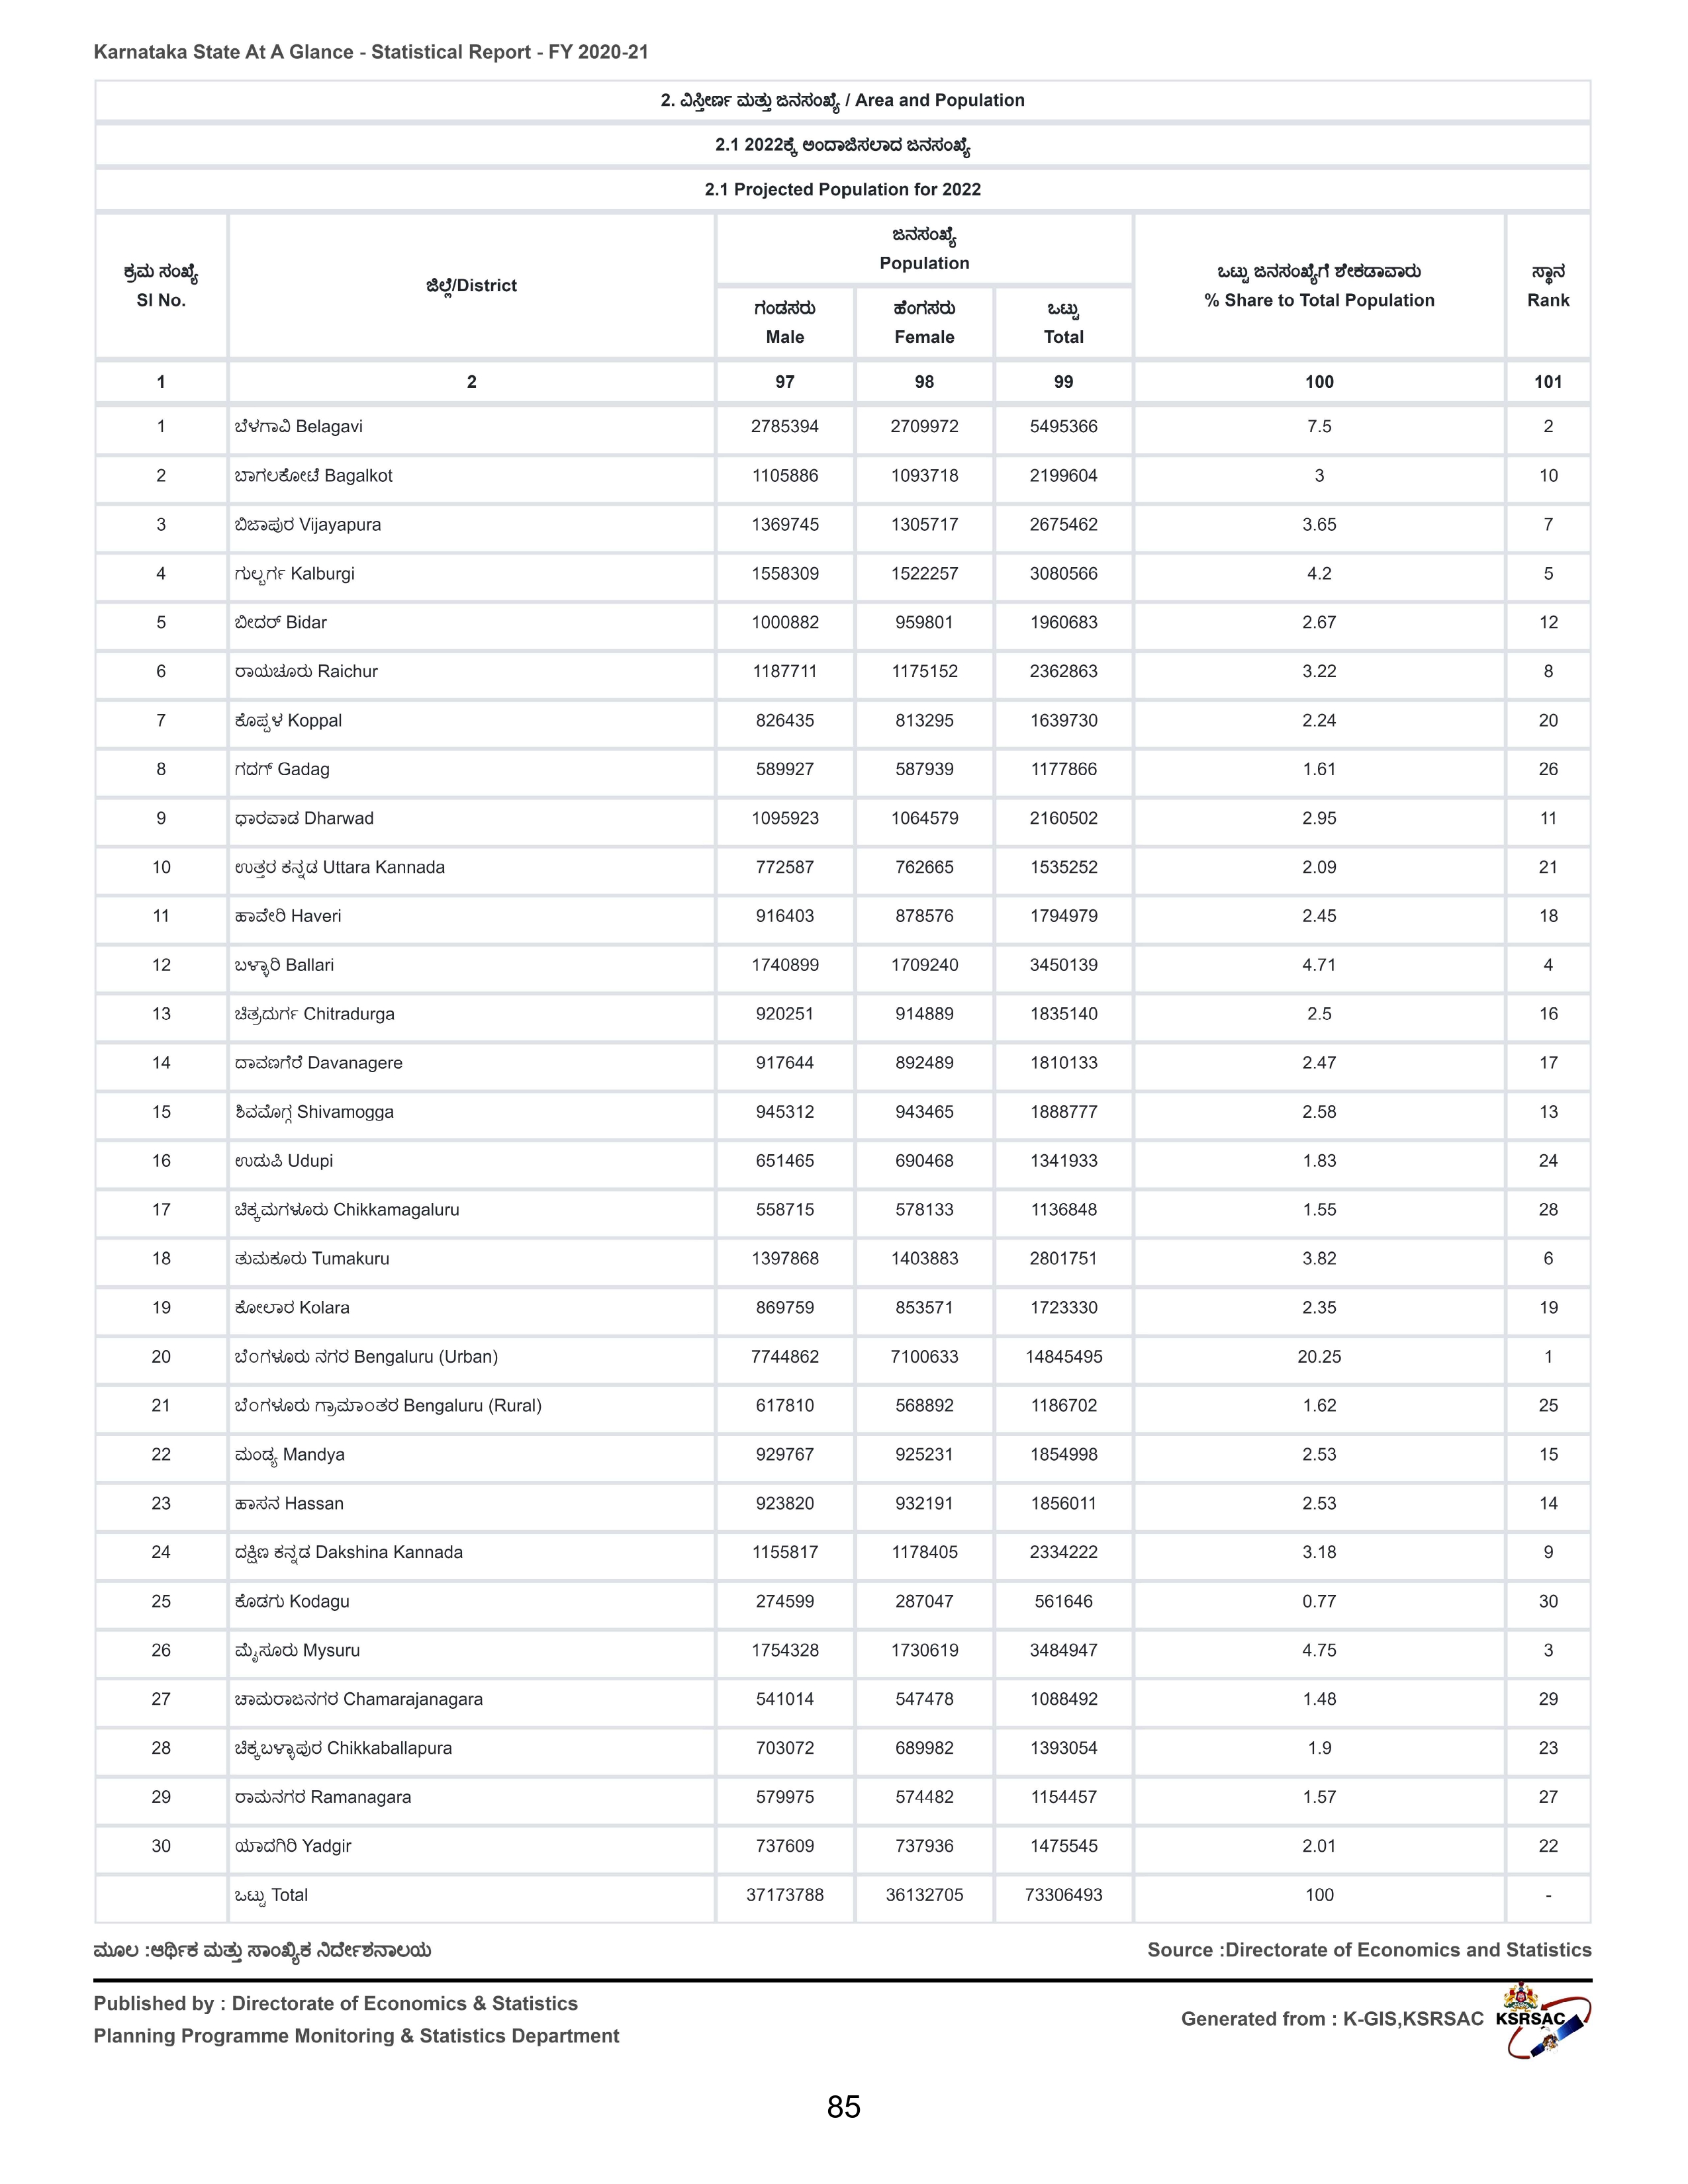 Karnataka State At A Glance - Statistical Report - FY 2020-21
2. ವಿಸ್ತೀರ್ಣ ಮತ್ತು ಜನಸಂಖ್ಯೆ / Area and Population
2.1 2022ಕ್ಕೆ ಅಂದಾಜಿಸಲಾದ ಜನಸಂಖ್ಯೆ
2.1 Projected Population for 2022
ಕ್ರಮ ಸಂಖ್ಯೆ
Sl No.
ಜಿಲ್ಲೆ/District
ಜನಸಂಖ್ಯೆ
Population
ಗಂಡಸರು
Male
ಹೆಂಗಸರು
Female
ಒಟ್ಟು
Total
ಒಟ್ಟು ಜನಸಂಖ್ಯೆಗೆ ಶೇಕಡಾವಾರು
% Share to Total Population
ಸ್ಥಾನ
Rank
1 2 97 98 99 100 101
1 ಬೆಳಗಾವಿ Belagavi 2785394 2709972 5495366 7.5 2
2 ಬಾಗಲಕೋಟೆ Bagalkot 1105886 1093718 2199604 3 10
3 ಬಿಜಾಪುರ Vijayapura 1369745 1305717 2675462 3.65 7
4 ಗುಲ್ಬರ್ಗ Kalburgi 1558309 1522257 3080566 4.2 5
5 ಬೀದರ್ Bidar 1000882 959801 1960683 2.67 12
6 ರಾಯಚೂರು Raichur 1187711 1175152 2362863 3.22 8
7 ಕೊಪ್ಪಳ Koppal 826435 813295 1639730 2.24 20
8 ಗದಗ್ Gadag 589927 587939 1177866 1.61 26
9 ಧಾರವಾಡ Dharwad 1095923 1064579 2160502 2.95 11
10 ಉತ್ತರ ಕನ್ನಡ Uttara Kannada 772587 762665 1535252 2.09 21
11 ಹಾವೇರಿ Haveri 916403 878576 1794979 2.45 18
12 ಬಳ್ಳಾರಿ Ballari 1740899 1709240 3450139 4.71 4
13 ಚಿತ್ರದುರ್ಗ Chitradurga 920251 914889 1835140 2.5 16
14 ದಾವಣಗೆರೆ Davanagere 917644 892489 1810133 2.47 17
15 ಶಿವಮೊಗ್ಗ Shivamogga 945312 943465 1888777 2.58 13
16 ಉಡುಪಿ Udupi 651465 690468 1341933 1.83 24
17 ಚಿಕ್ಕಮಗಳೂರು Chikkamagaluru 558715 578133 1136848 1.55 28
18 ತುಮಕೂರು Tumakuru 1397868 1403883 2801751 3.82 6
19 ಕೋಲಾರ Kolara 869759 853571 1723330 2.35 19
20 ಬೆಂಗಳೂರು ನಗರ Bengaluru (Urban) 7744862 7100633 14845495 20.25 1
21 ಬೆಂಗಳೂರು ಗ್ರಾಮಾಂತರ Bengaluru (Rural) 617810 568892 1186702 1.62 25
22 ಮಂಡ್ಯ Mandya 929767 925231 1854998 2.53 15
23 ಹಾಸನ Hassan 923820 932191 1856011 2.53 14
24 ದಕ್ಷಿಣ ಕನ್ನಡ Dakshina Kannada 1155817 1178405 2334222 3.18 9
25 ಕೊಡಗು Kodagu 274599 287047 561646 0.77 30
26 ಮೈಸೂರು Mysuru 1754328 1730619 3484947 4.75 3
27 ಚಾಮರಾಜನಗರ Chamarajanagara 541014 547478 1088492 1.48 29
28 ಚಿಕ್ಕಬಳ್ಳಾಪುರ Chikkaballapura 703072 689982 1393054 1.9 23
29 ರಾಮನಗರ Ramanagara 579975 574482 1154457 1.57 27
30 ಯಾದಗಿರಿ Yadgir 737609 737936 1475545 2.01 22
ಒಟ್ಟು Total 37173788 36132705 73306493 100 -
ಮೂಲ :ಆರ್ಥಿಕ ಮತ್ತು ಸಾಂಖ್ಯಿಕ ನಿರ್ದೇಶನಾಲಯ Source :Directorate of Economics and Statistics
Published by : Directorate of Economics & Statistics
Planning Programme Monitoring & Statistics Department
Generated from : K-GIS,KSRSAC KSRSAC
85